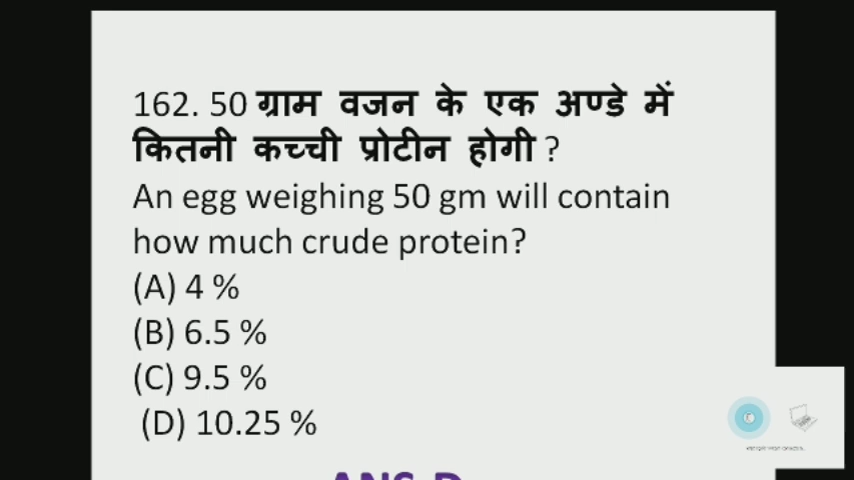 162. 50 ग्राम वजन के एक अण्डे में
कितनी कच्ची प्रोटीन होगी ?
An egg weighing 50 gm will contain
how much crude protein?
(A) 4 %
(B) 6.5 %
(C) 9.5 %
(D) 10.25 %